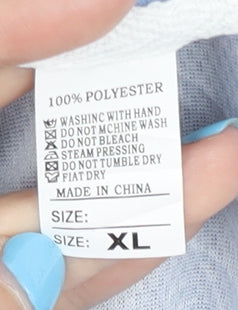 100% POLYESTER
WASHINC WITH HAND
DO NOT MCHINE WASH
DO NOT BLEACH
STEAM PRESSING
DO NOT TUMBLE DRY
FIAT DRY
MADE IN CHINA
SIZE:
SIZE: XL